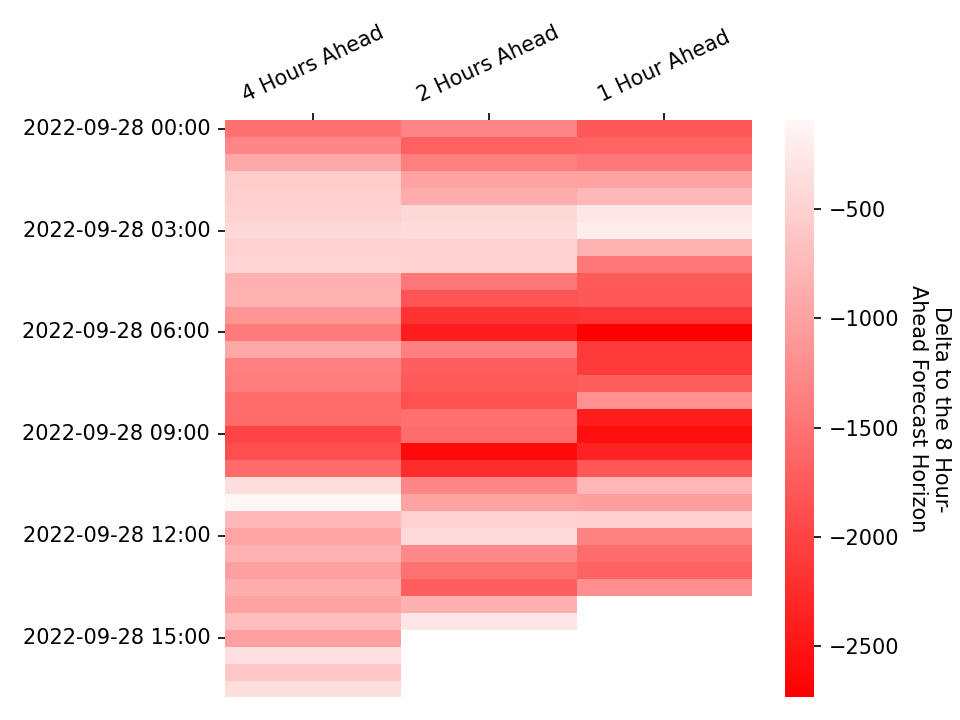 4 Hours Ahead
2 Hours Ahead
1 Hour Ahead
2022-09-28 00:00
2022-09-28 03:00
2022-09-28 06:00
2022-09-28 09:00
2022-09-28 12:00
2022-09-28 15:00
−500
−1000
−1500
−2000
−2500
Delta to the 8 Hour-
Ahead Forecast Horizon